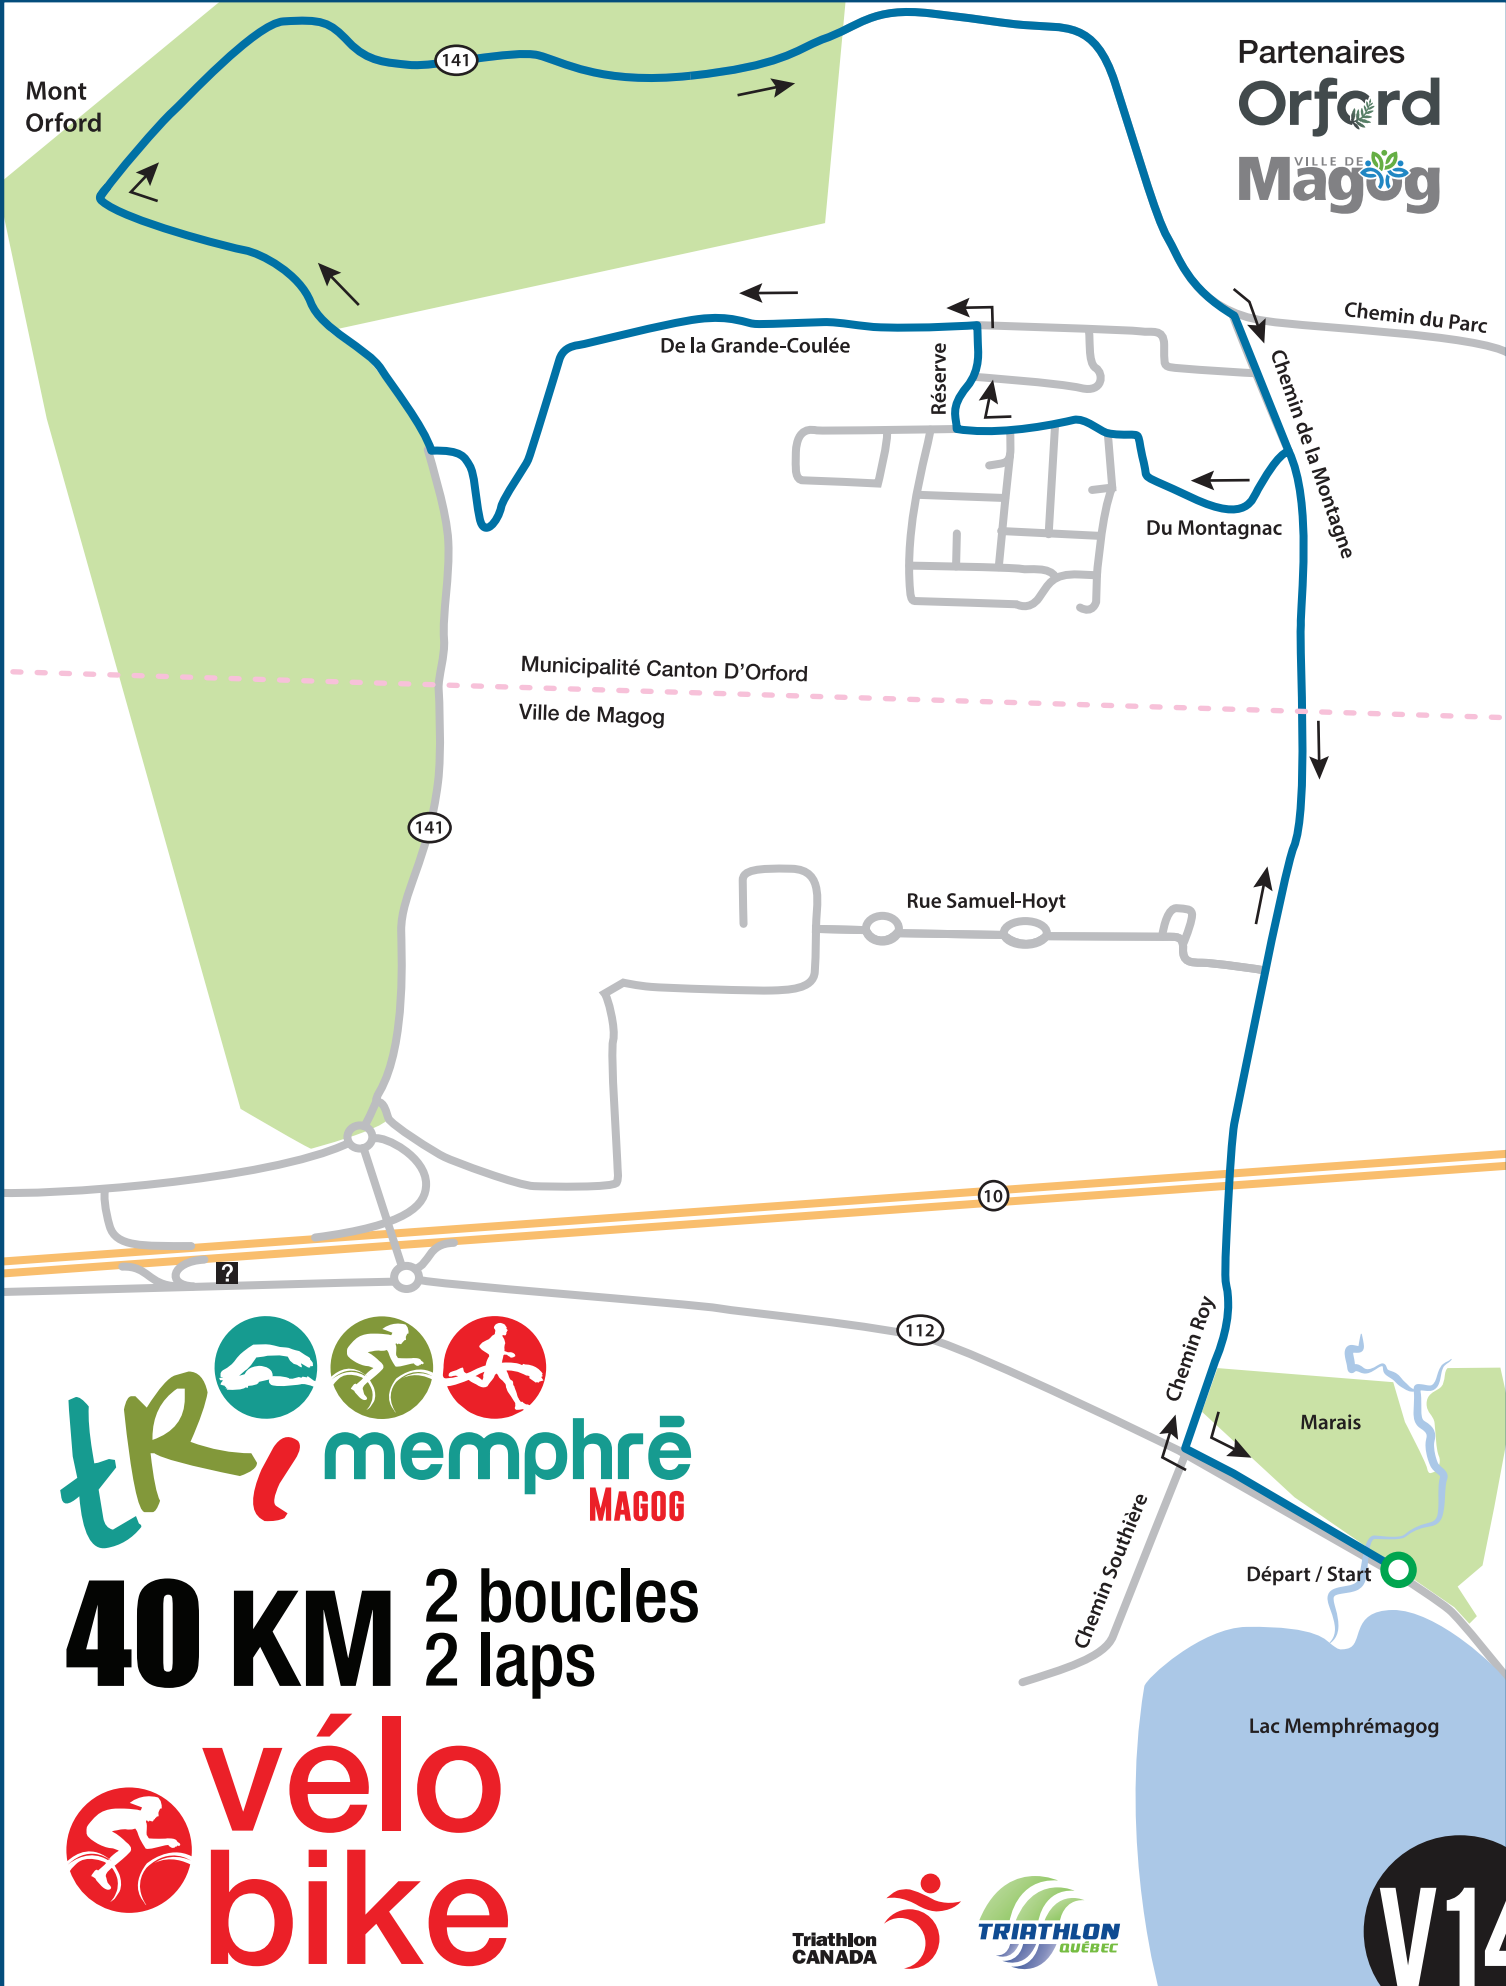 Partenaires
Orford
VILLE DE
Magog
141
Mont
Orford
Chemin du Parc
De la Grande-Coulée
Réserve
Chemin de la Montagne
Du Montagnac
Municipalité Canton D'Orford
Ville de Magog
141
Rue Samuel-Hoyt
10
?
112
Chemin Roy
Marais
Chemin Southière
Départ / Start
Lac Memphrémagog
tRi memphrē
MAGOG
40 KM
2 boucles
2 laps
vélo
bike
Triathlon
CANADA
TRIATHLON
QUÉBEC
V14